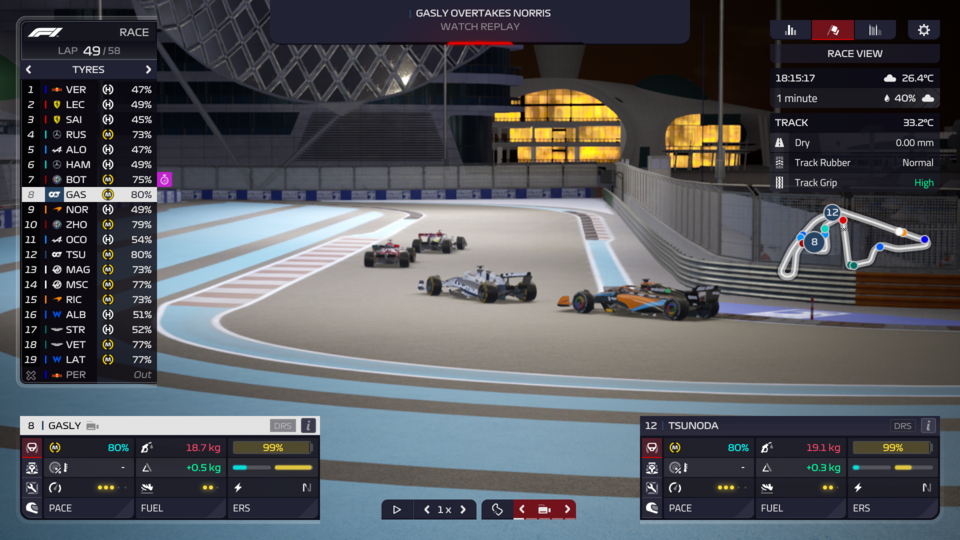 GASLY OVERTAKES NORRIS
WATCH REPLAY
F1 RACE
LAP 49/58
TYRES
1 VER H 47%
2 LEC H 49%
3 SAI H 45%
4 RUS M 73%
5 ALO H 47%
6 HAM H 49%
7 BOT M 75%
8 GAS M 80%
9 NOR H 49%
10 ZHO M 79%
11 OCO H 54%
12 TSU M 80%
13 MAG M 73%
14 MSC M 77%
15 RIC M 73%
16 ALB H 51%
17 STR H 52%
18 VET M 77%
19 LAT M 77%
PER Out
RACE VIEW
18:15:17 26.4°C
1 minute 40%
TRACK 33.2°C
Dry 0.00 mm
Track Rubber Normal
Track Grip High
12
8
8 | GASLY DRS i
M 80% 18.7 kg 99%
- +0.5 kg
N
PACE FUEL ERS
1x
12 | TSUNODA DRS i
M 80% 19.1 kg 99%
- +0.3 kg
N
PACE FUEL ERS